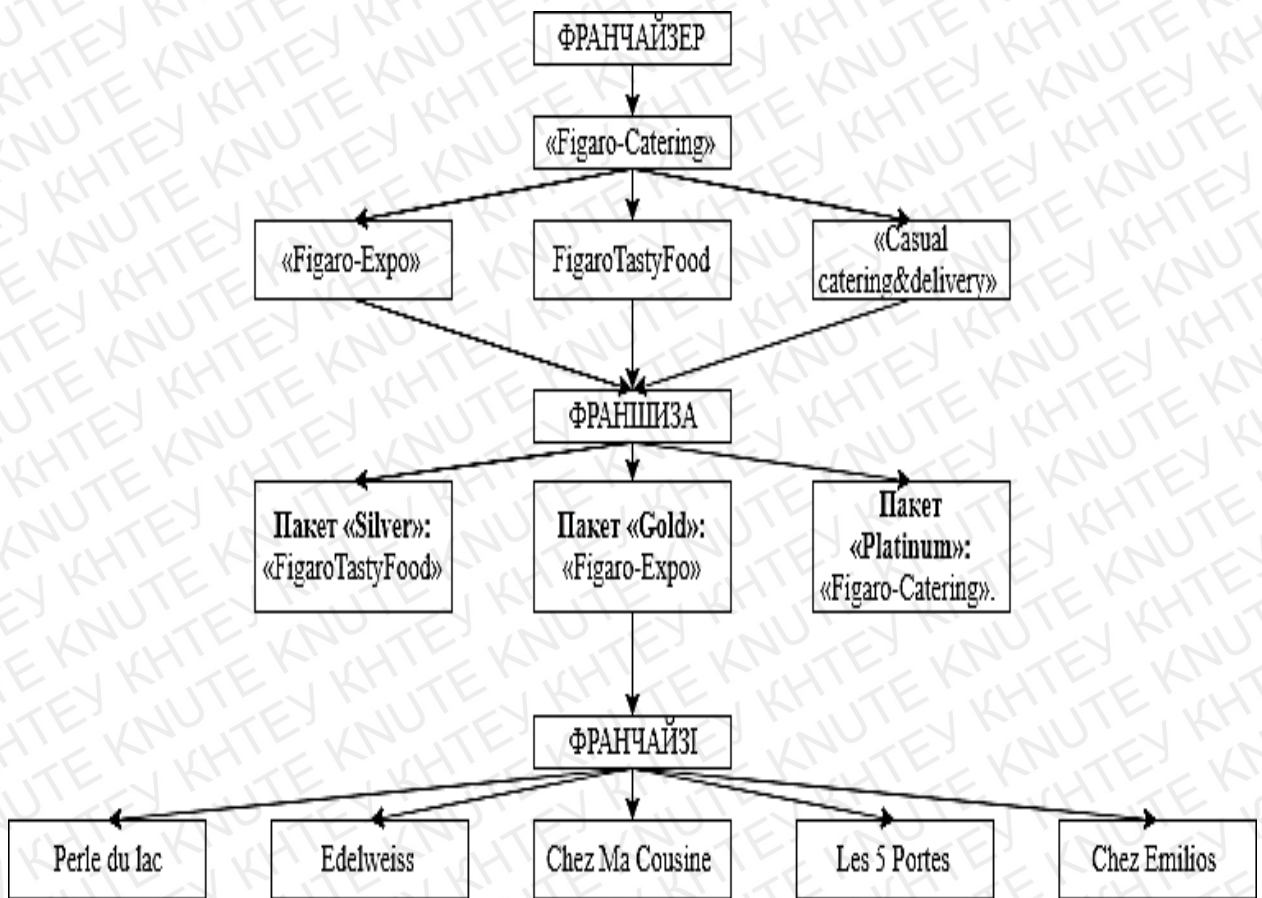 ФРАНЧАЙЗЕР
«Figaro-Catering»
«Figaro-Expo»
FigaroTastyFood
«Casual
catering&delivery»
ФРАНШИЗА
Пакет «Silver»:
«FigaroTastyFood»
Пакет «Gold»:
«Figaro-Expo»
Пакет
«Platinum»:
«Figaro-Catering».
ФРАНЧАЙЗІ
Perle du lac
Edelweiss
Chez Ma Cousine
Les 5 Portes
Chez Emilios